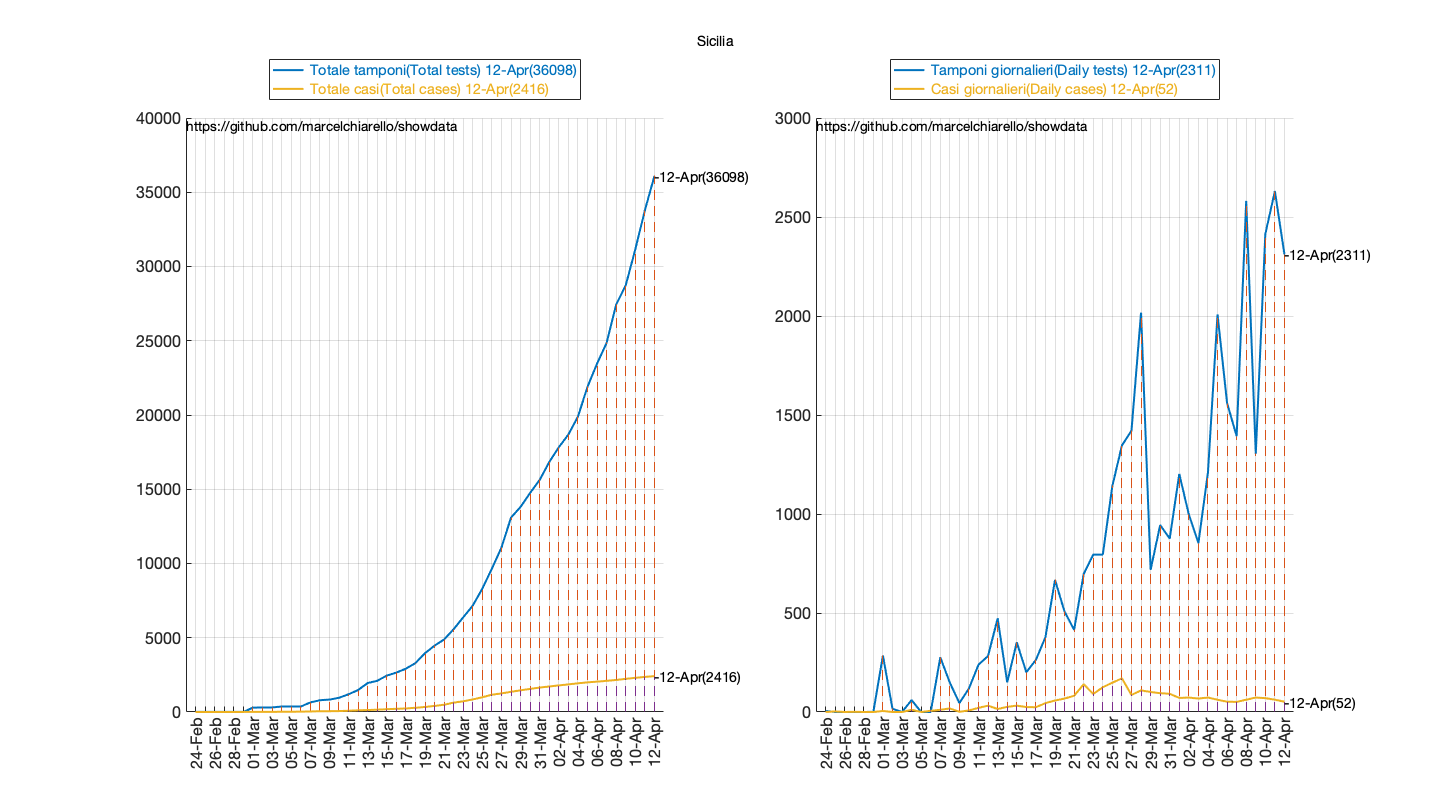 Sicilia
Totale tamponi(Total tests) 12-Apr(36098)
Totale casi(Total cases) 12-Apr(2416)
40000
https://github.com/marcelchiarello/showdata
35000
30000
25000
20000
15000
10000
5000
0
12-Apr(36098)
12-Apr(2416)
24-Feb
26-Feb
28-Feb
01-Mar
03-Mar
05-Mar
07-Mar
09-Mar
11-Mar
13-Mar
15-Mar
17-Mar
19-Mar
21-Mar
23-Mar
25-Mar
27-Mar
29-Mar
31-Mar
02-Apr
04-Apr
06-Apr
08-Apr
10-Apr
12-Apr
Tamponi giornalieri(Daily tests) 12-Apr(2311)
Casi giornalieri(Daily cases) 12-Apr(52)
3000
https://github.com/marcelchiarello/showdata
2500
2000
1500
1000
500
0
12-Apr(2311)
12-Apr(52)
24-Feb
26-Feb
28-Feb
01-Mar
03-Mar
05-Mar
07-Mar
09-Mar
11-Mar
13-Mar
15-Mar
17-Mar
19-Mar
21-Mar
23-Mar
25-Mar
27-Mar
29-Mar
31-Mar
02-Apr
04-Apr
06-Apr
08-Apr
10-Apr
12-Apr